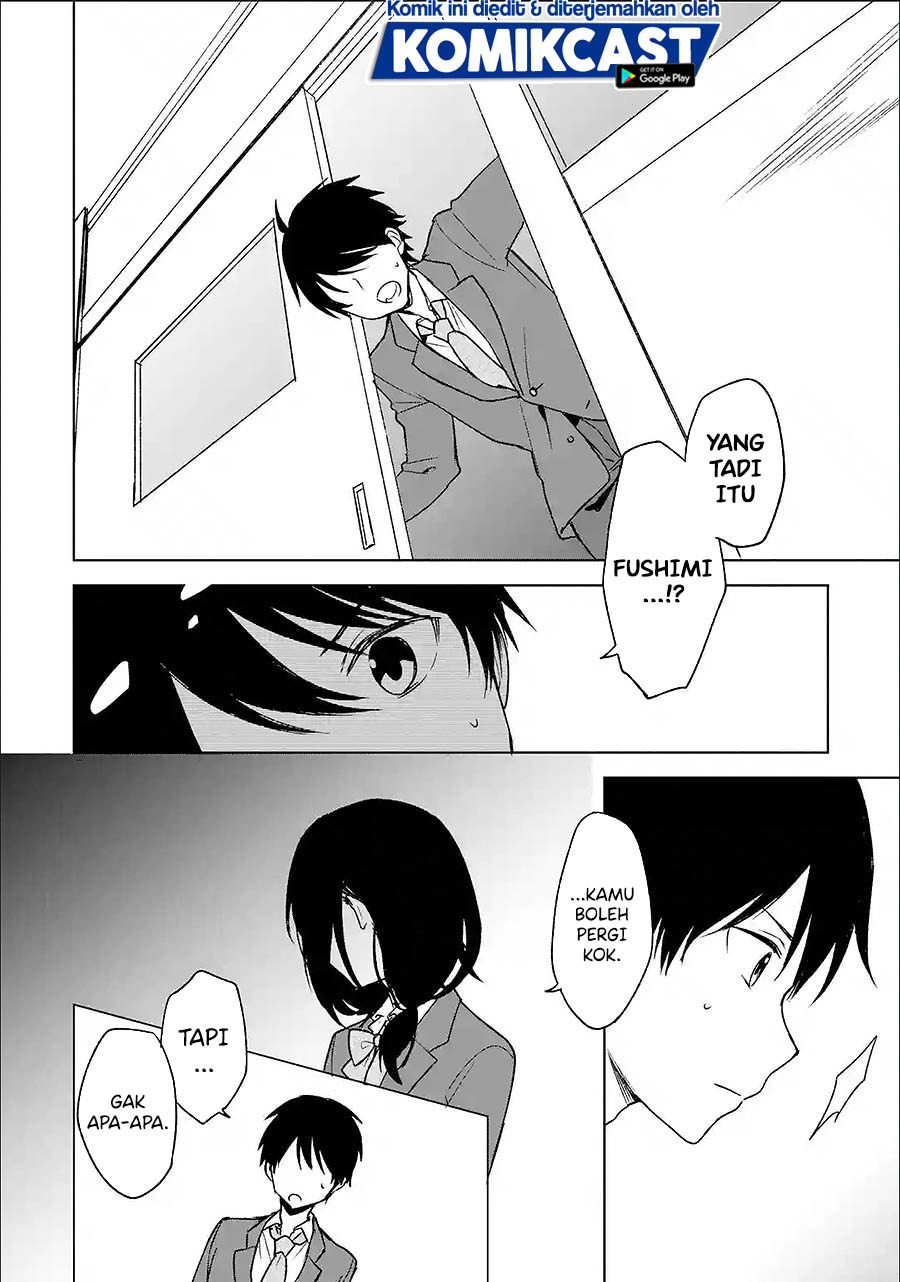 Komik ini diedit & diterjemahkan oleh
KOMIKCAST
GET IT ON
Google Play
YANG
TADI
ITU
FUSHIMI
...!?
...KAMU
BOLEH
PERGI
KOK.
TAPI
...
GAK
APA-APA.